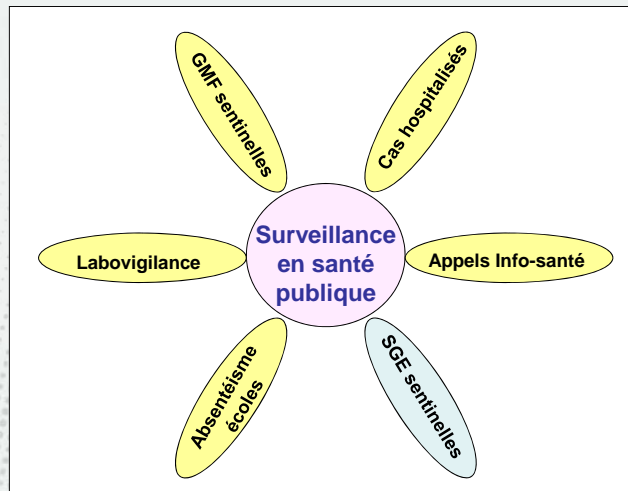 GMF sentinelles
Cas hospitalisés
Surveillance
en santé
publique
Labovigilance
Appels Info-santé
Absentéisme
écoles
SGE sentinelles